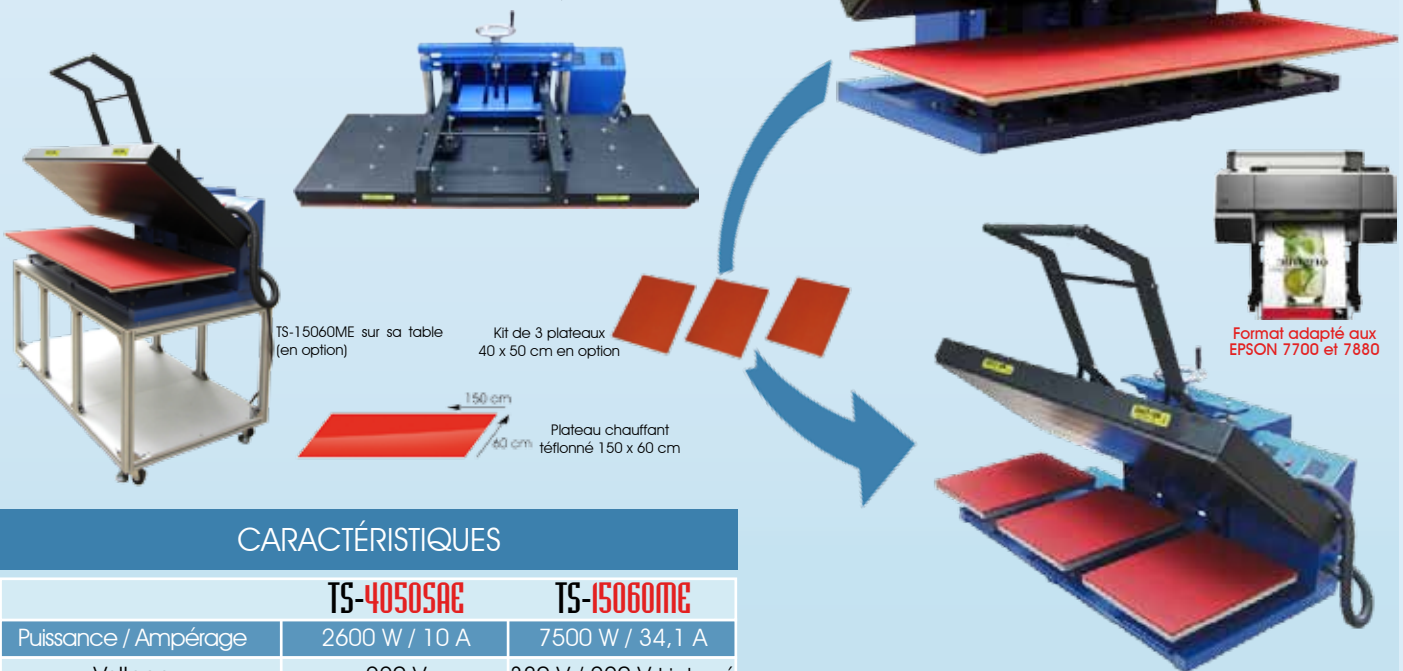 TS-15060ME sur sa table
(en option)
Kit de 3 plateaux
40 x 50 cm en option
150 cm
60 cm
Plateau chauffant
téflonné 150 x 60 cm
Format adapté aux
EPSON 7700 et 7880
CARACTÉRISTIQUES
TS-4050SAE TS-15060ME
Puissance / Ampérage 2600 W / 10 A 7500 W / 34,1 A